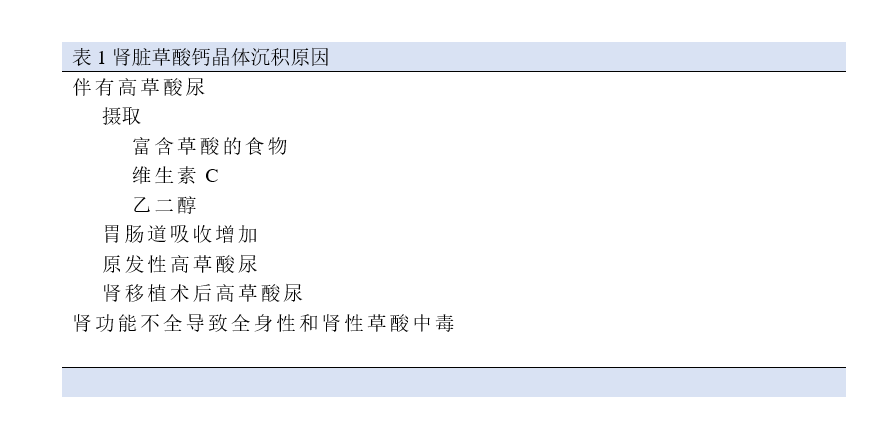 表 1 肾脏草酸钙晶体沉积原因
伴有高草酸尿
摄取
富含草酸的食物
维生素 C
乙二醇
胃肠道吸收增加
原发性高草酸尿
肾移植术后高草酸尿
肾功能不全导致全身性和肾性草酸中毒